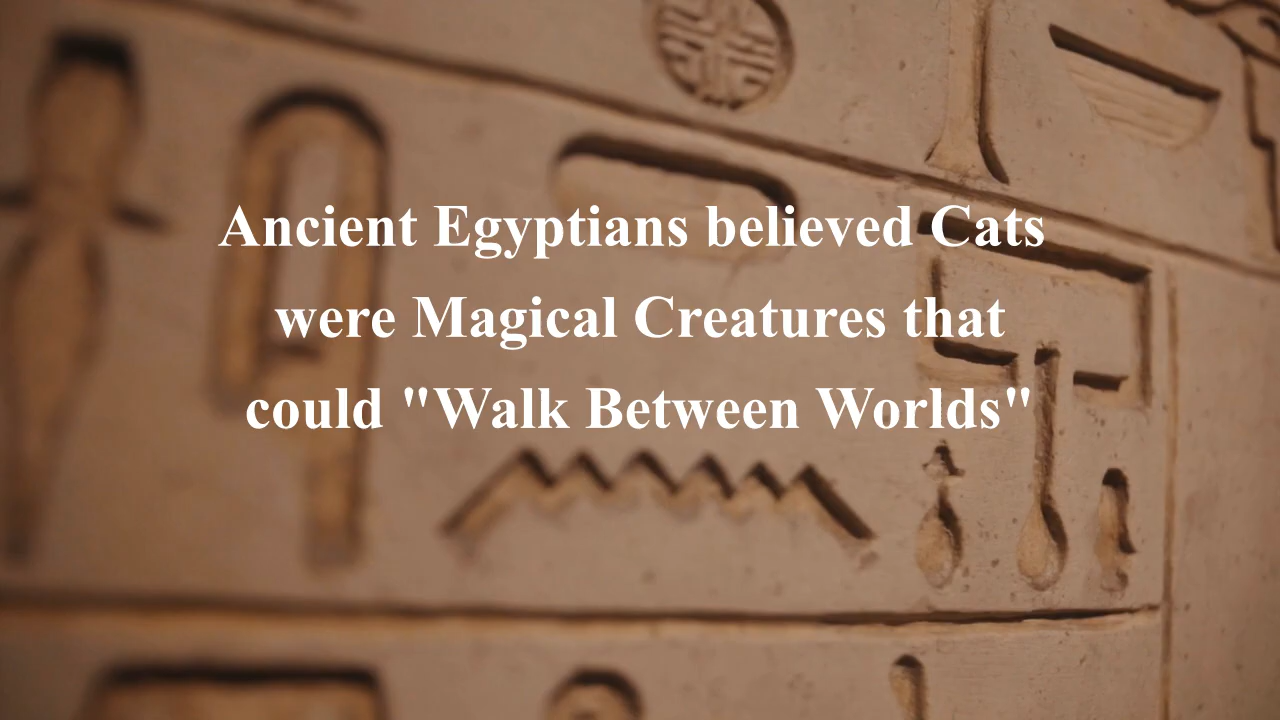 Ancient Egyptians believed Cats
were Magical Creatures that
could "Walk Between Worlds"